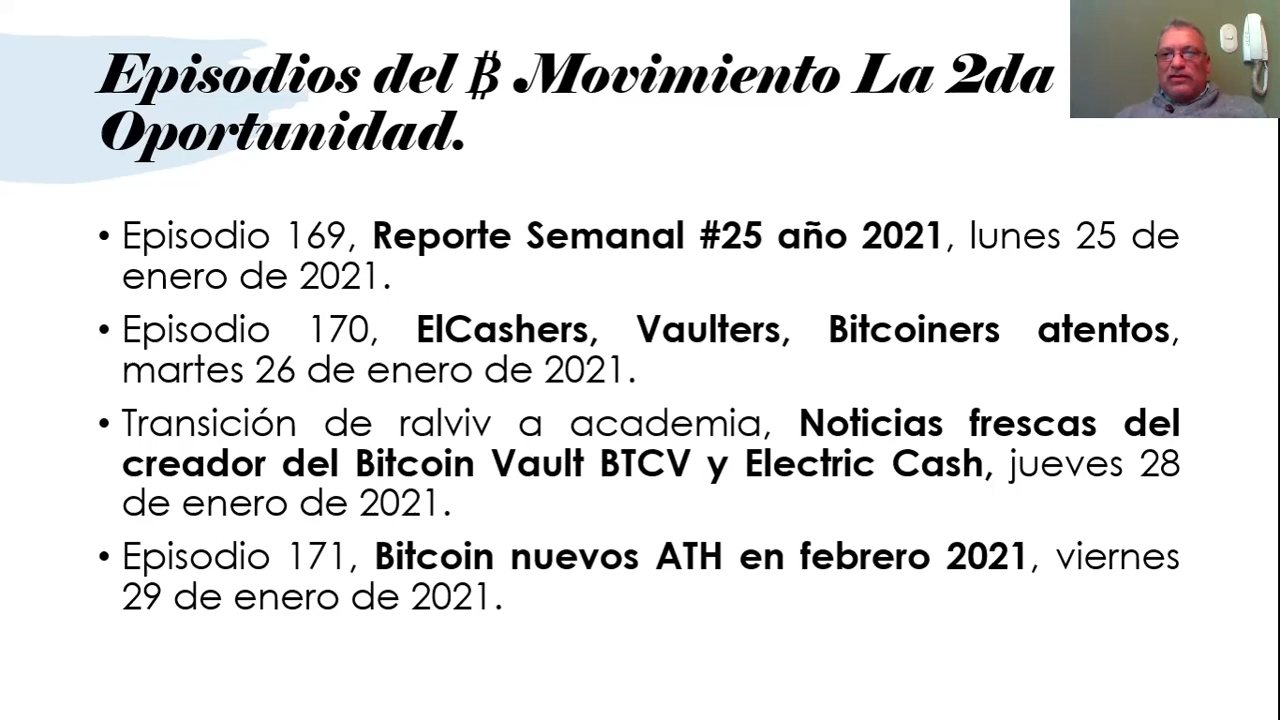 Episodios del ₿ Movimiento La 2da
Oportunidad.
• Episodio 169, Reporte Semanal #25 año 2021, lunes 25 de
enero de 2021.
• Episodio 170, ElCashers, Vaulters, Bitcoiners atentos,
martes 26 de enero de 2021.
• Transición de ralviv a academia, Noticias frescas del
creador del Bitcoin Vault BTCV y Electric Cash, jueves 28
de enero de 2021.
• Episodio 171, Bitcoin nuevos ATH en febrero 2021, viernes
29 de enero de 2021.